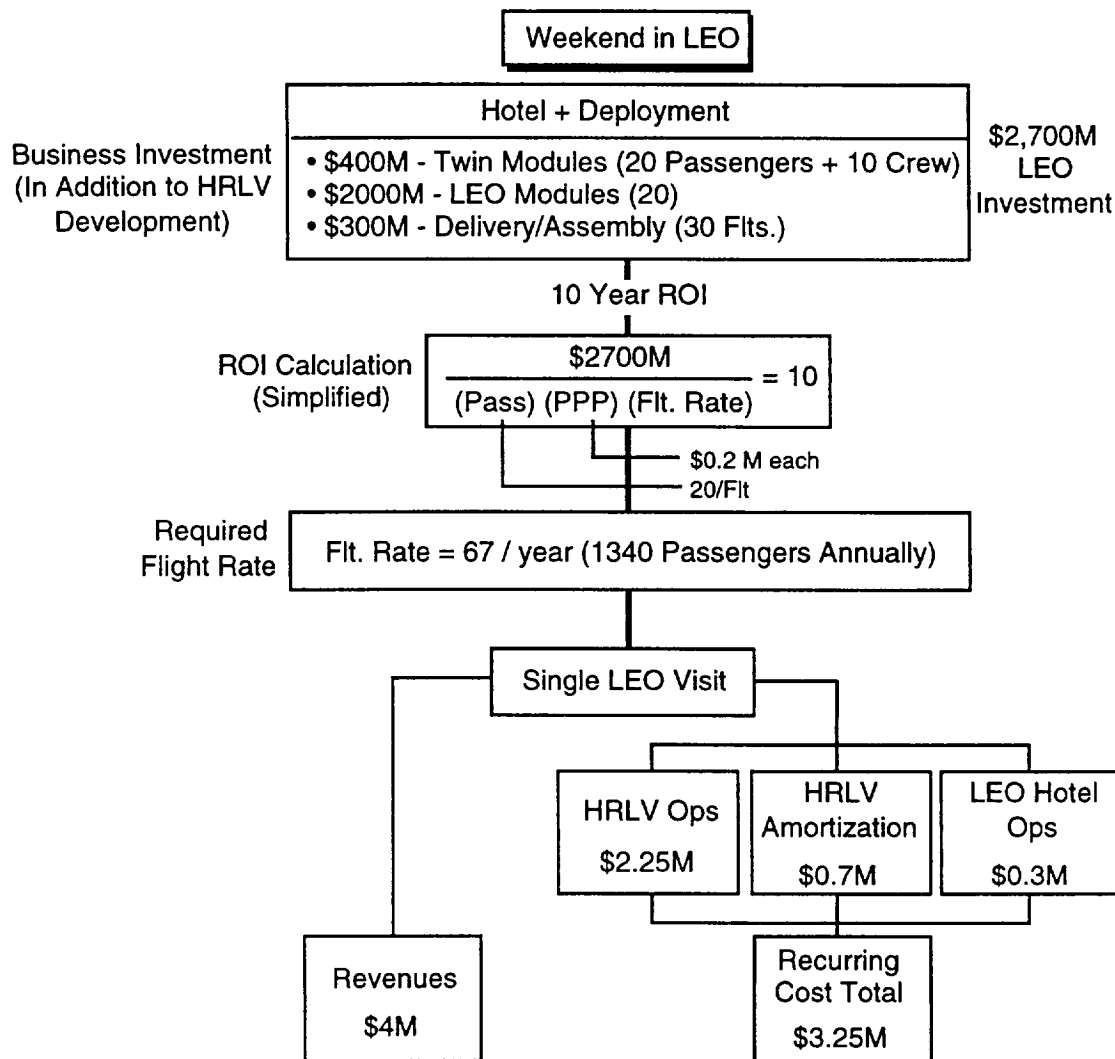 Weekend in LEO
Hotel + Deployment
Business Investment
(In Addition to HRLV
Development)
• $400M - Twin Modules (20 Passengers + 10 Crew)
• $2000M - LEO Modules (20)
• $300M - Delivery/Assembly (30 Flts.)
$2,700M
LEO
Investment
10 Year ROI
ROI Calculation
(Simplified)
$2700M
(Pass) (PPP) (Flt. Rate)
= 10
$0.2 M each
20/Flt
Required
Flight Rate
Flt. Rate = 67 / year (1340 Passengers Annually)
Single LEO Visit
HRLV Ops
$2.25M
HRLV
Amortization
$0.7M
LEO Hotel
Ops
$0.3M
Revenues
$4M
Recurring
Cost Total
$3.25M